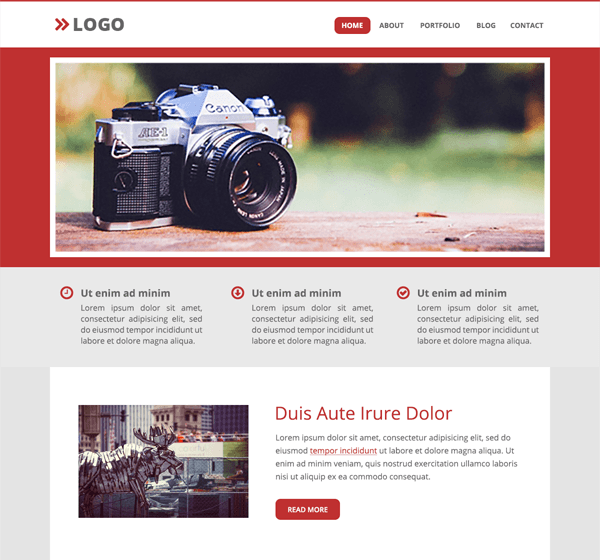 LOGO
HOME ABOUT PORTFOLIO BLOG CONTACT
Canon
AE-1
Ut enim ad minim
Lorem ipsum dolor sit amet,
consectetur adipisicing elit, sed
do eiusmod tempor incididunt ut
labore et dolore magna aliqua.
Ut enim ad minim
Lorem ipsum dolor sit amet,
consectetur adipisicing elit, sed
do eiusmod tempor incididunt ut
labore et dolore magna aliqua.
Ut enim ad minim
Lorem ipsum dolor sit amet,
consectetur adipisicing elit, sed
do eiusmod tempor incididunt ut
labore et dolore magna aliqua.
Duis Aute Irure Dolor
Lorem ipsum dolor sit amet, consectetur adipisicing elit, sed do
eiusmod tempor incididunt ut labore et dolore magna aliqua. Ut
enim ad minim veniam, quis nostrud exercitation ullamco laboris
nisi ut aliquip ex ea commodo consequat.
READ MORE